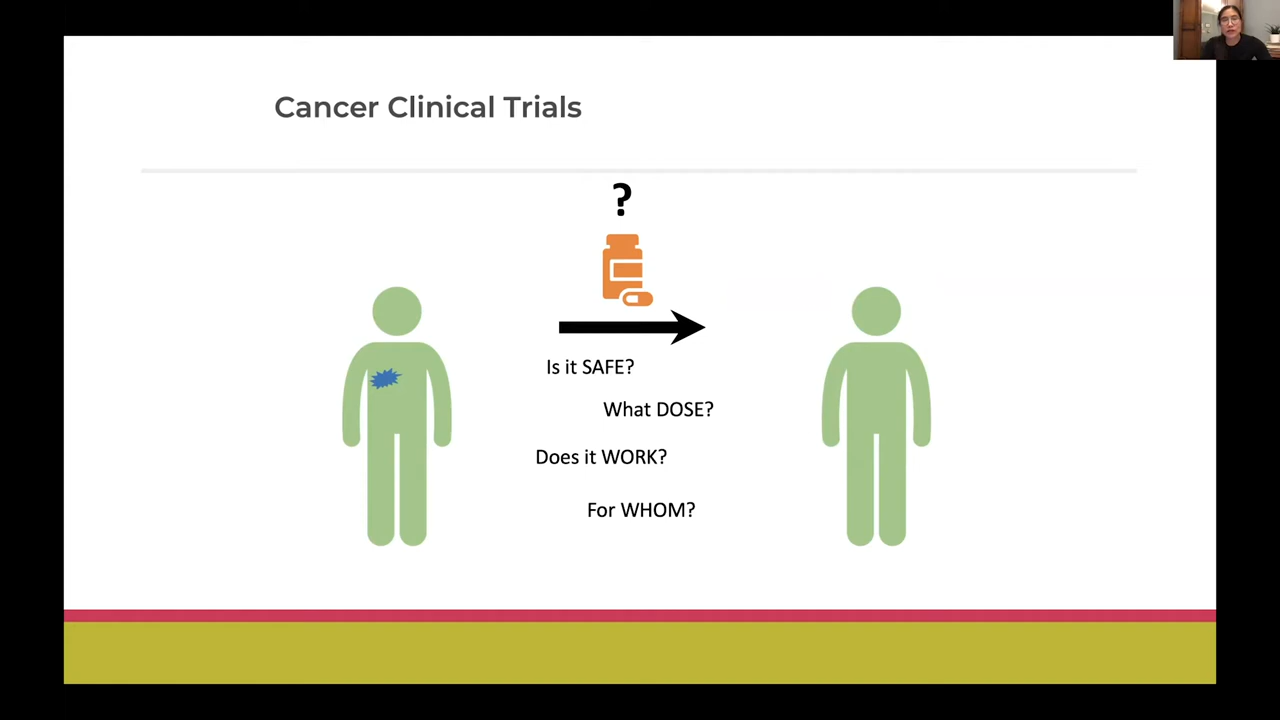 Cancer Clinical Trials
?
Is it SAFE?
What DOSE?
Does it WORK?
For WHOM?